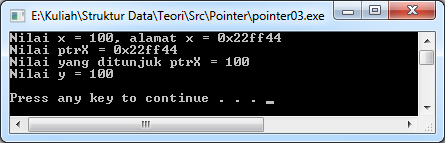 E:\Kuliah\Struktur Data\Teori\Src\Pointer\pointer03.exe
Nilai x = 100, alamat x = 0x22ff44
Nilai ptrX = 0x22ff44
Nilai yang ditunjuk ptrX = 100
Nilai y = 100
Press any key to continue . . . _